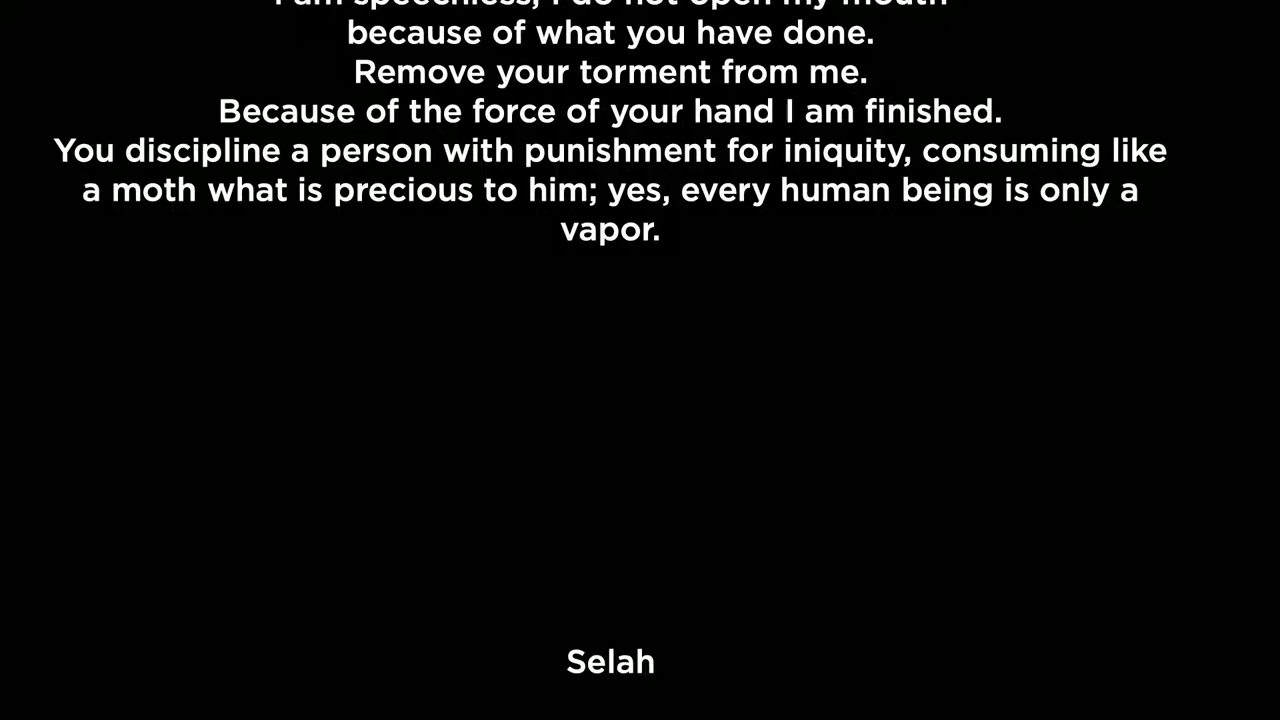 I am speechless, I do not open my mouth
because of what you have done.
Remove your torment from me.
Because of the force of your hand I am finished.
You discipline a person with punishment for iniquity, consuming like
a moth what is precious to him; yes, every human being is only a
vapor.
Selah